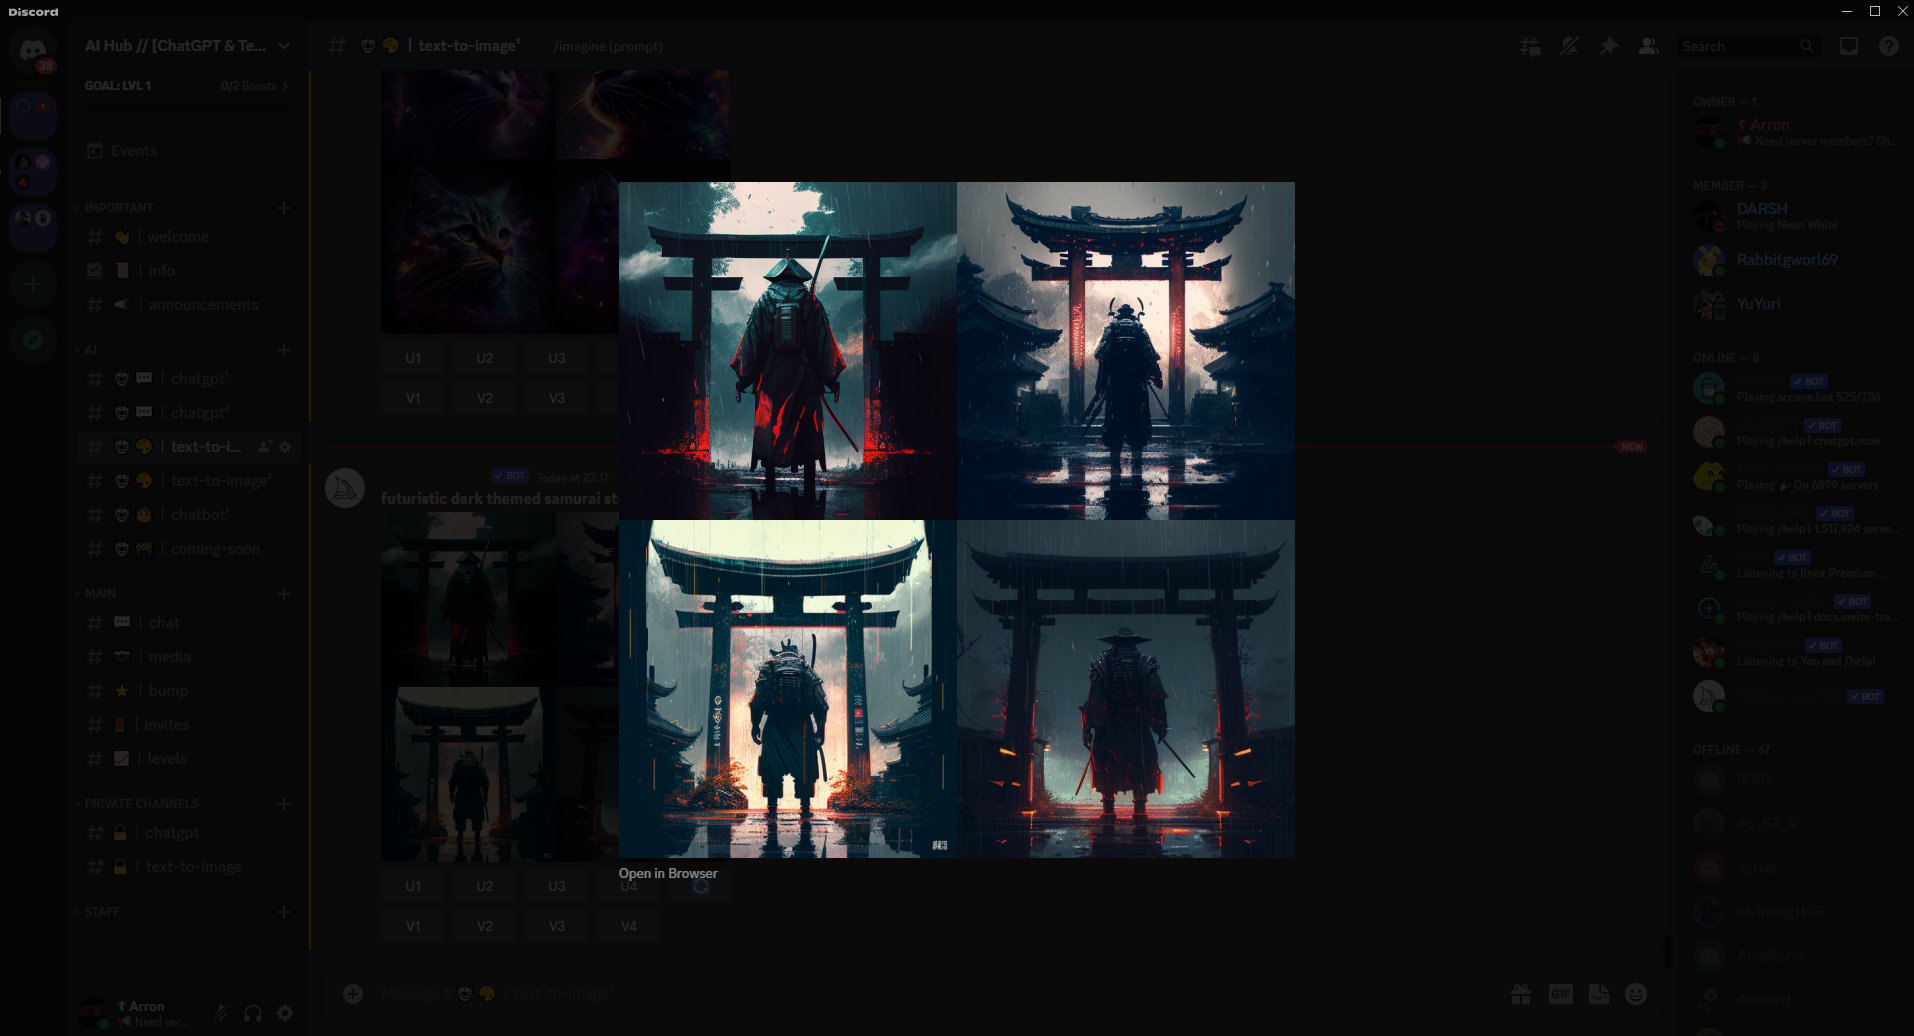 Discord
38
AI Hub // [ChatGPT & Te...
GOAL: LVL 1
0/2 Boosts
Events
IMPORTANT
welcome
info
announcements
AI
chatgpt¹
chatgpt²
text-to-i...
text-to-image²
chatbot¹
coming-soon
MAIN
chat
media
bump
invites
levels
PRIVATE CHANNELS
chatgpt
text-to-image
STAFF
Arron
Need ser...
| text-to-image¹
/imagine (prompt)
Search
U1 U2 U3
V1 V2 V3
NEW
BOT Today at 23:17
futuristic dark themed samurai st
Open in Browser
U1 U2 U3 U4
V1 V2 V3 V4
Message # | text-to-image¹
GIF
OWNER — 1
Arron
Need server members? Sh...
MEMBER — 3
DARSH
Playing Neon White
Rabbitgworl69
YuYuri
ONLINE — 8
BOT
Playing arcane.bot 525/736
BOT
Playing /help | chatgpt.moe
BOT
Playing On 6899 servers
BOT
Playing /help | 1,517,924 serve...
BOT
Listening to Ilnox Premium ...
BOT
Playing /help | docs.invite-tra...
BOT
Listening to You and /help!
BOT
OFFLINE — 67
30fls
B5_53_9
ajuaer
alvinaug1105
AnaMaria
Anasazi